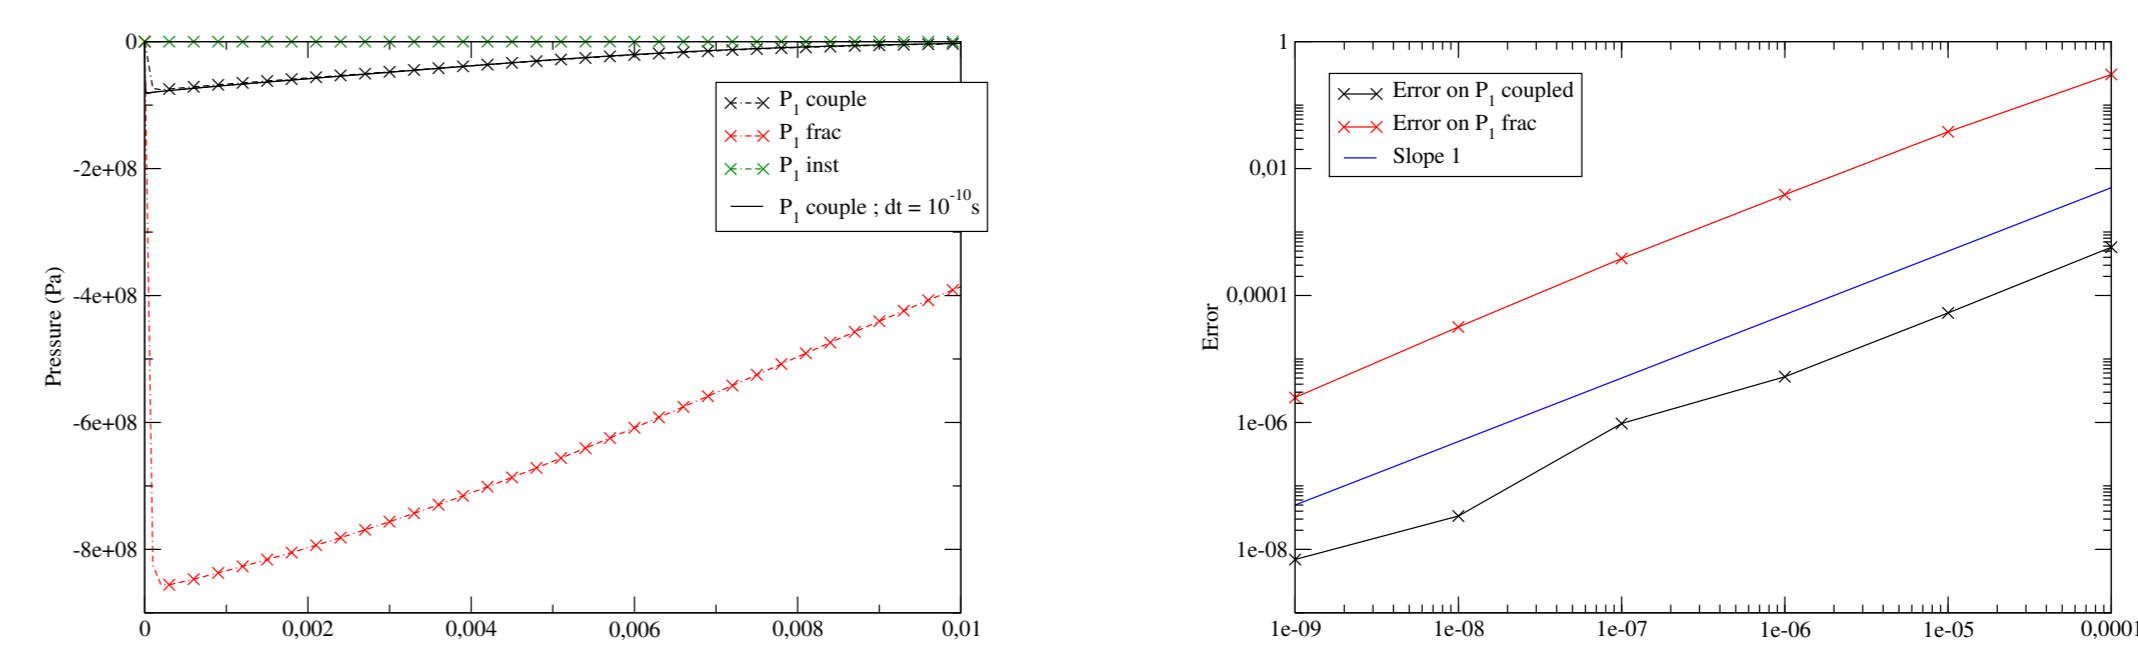 Pressure (Pa)
0
-2e+08
-4e+08
-6e+08
-8e+08
0 0,002 0,004 0,006 0,008 0,01
P1 couple
P1 frac
P1 inst
P1 couple ; dt = 10-10s
Error
1
0,01
0,0001
1e-06
1e-08
1e-09 1e-08 1e-07 1e-06 1e-05 0,0001
Error on P1 coupled
Error on P1 frac
Slope 1